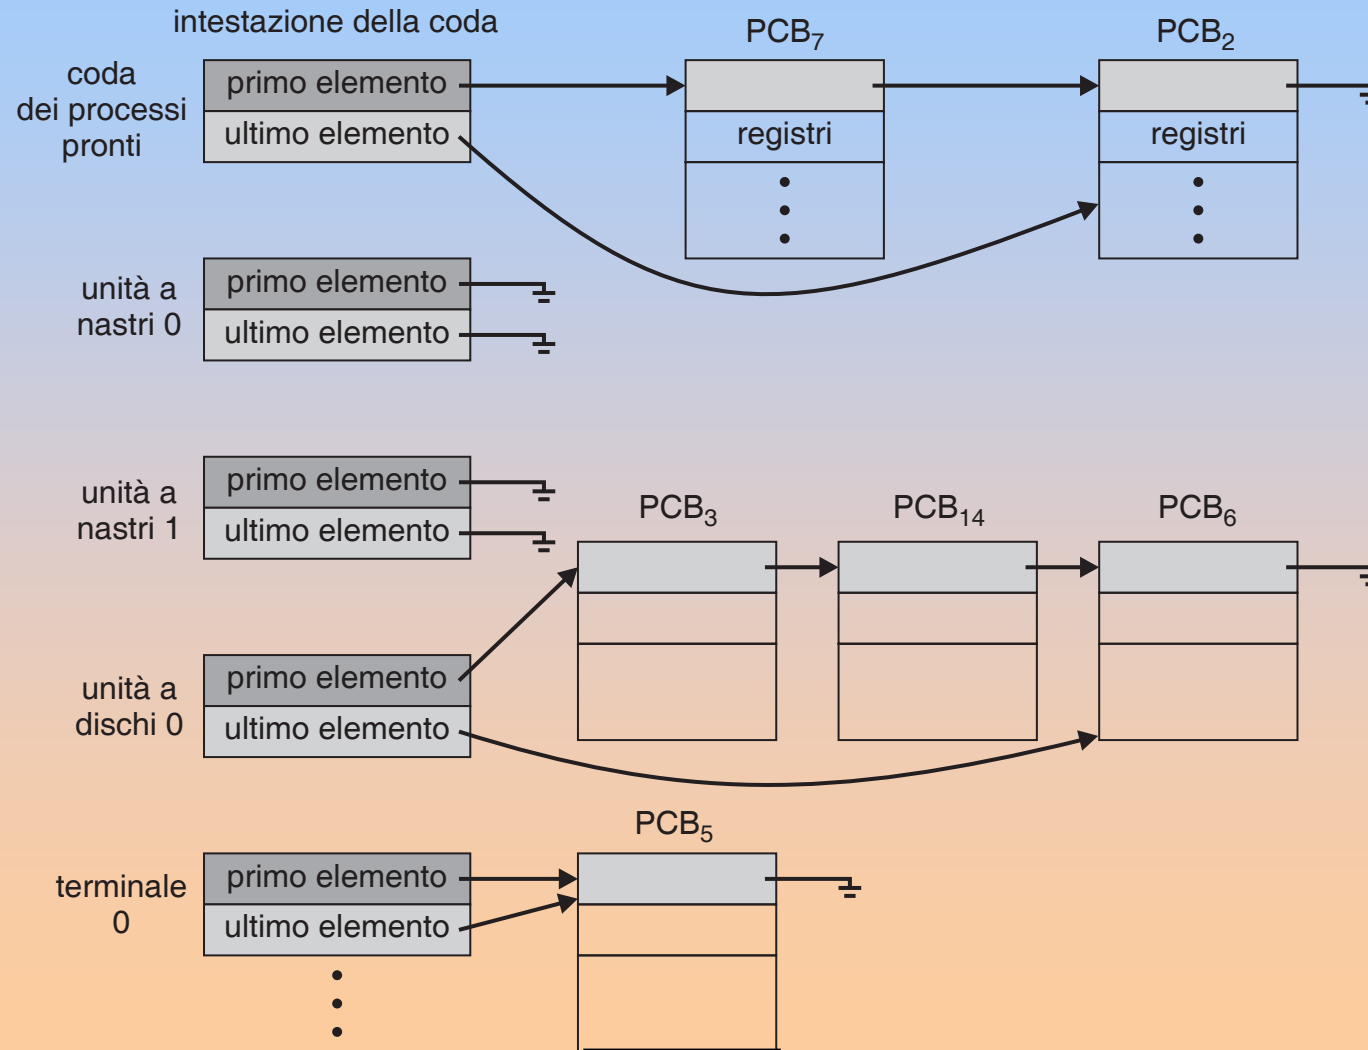 intestazione della coda
PCB7
PCB2
coda
dei processi
pronti
primo elemento
ultimo elemento
registri
registri
unità a
nastri 0
primo elemento
ultimo elemento
unità a
nastri 1
primo elemento
ultimo elemento
PCB3
PCB14
PCB6
unità a
dischi 0
primo elemento
ultimo elemento
PCB5
terminale
0
primo elemento
ultimo elemento